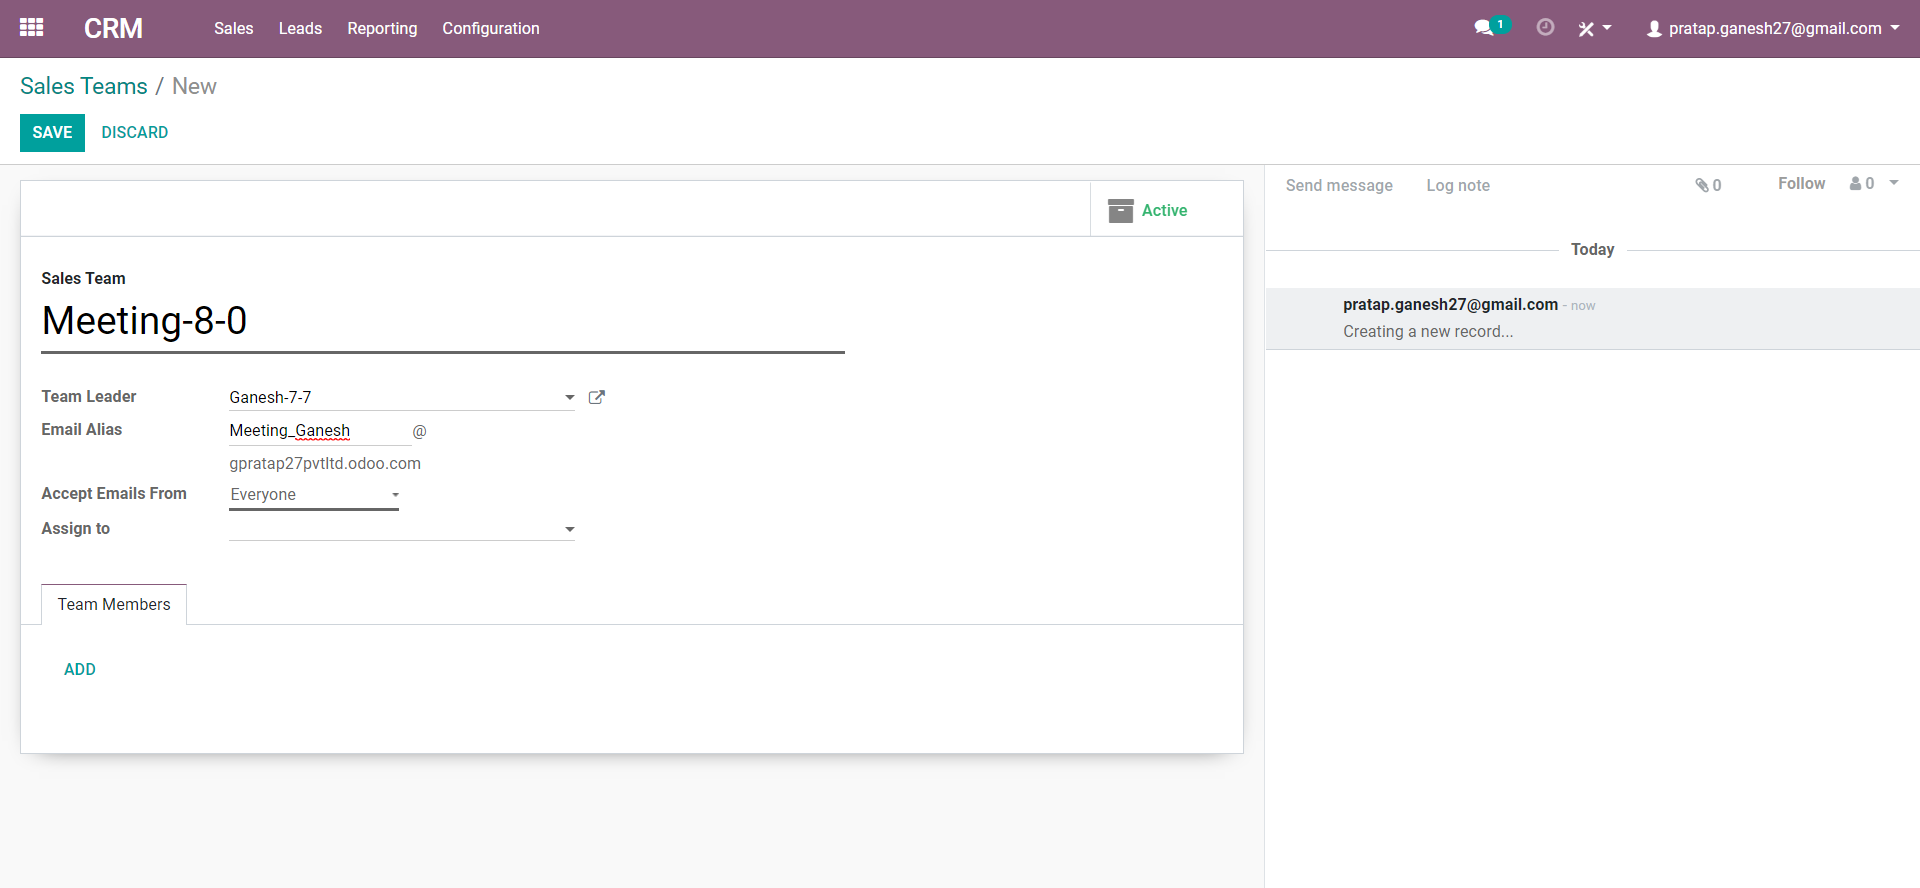 CRM Sales Leads Reporting Configuration 1 pratap.ganesh27@gmail.com
Sales Teams / New
SAVE DISCARD
Send message Log note 0 Follow 0
Active
Today
Sales Team
Meeting-8-0
pratap.ganesh27@gmail.com - now
Creating a new record...
Team Leader Ganesh-7-7
Email Alias Meeting_Ganesh @
gpratap27pvtltd.odoo.com
Accept Emails From Everyone
Assign to
Team Members
ADD